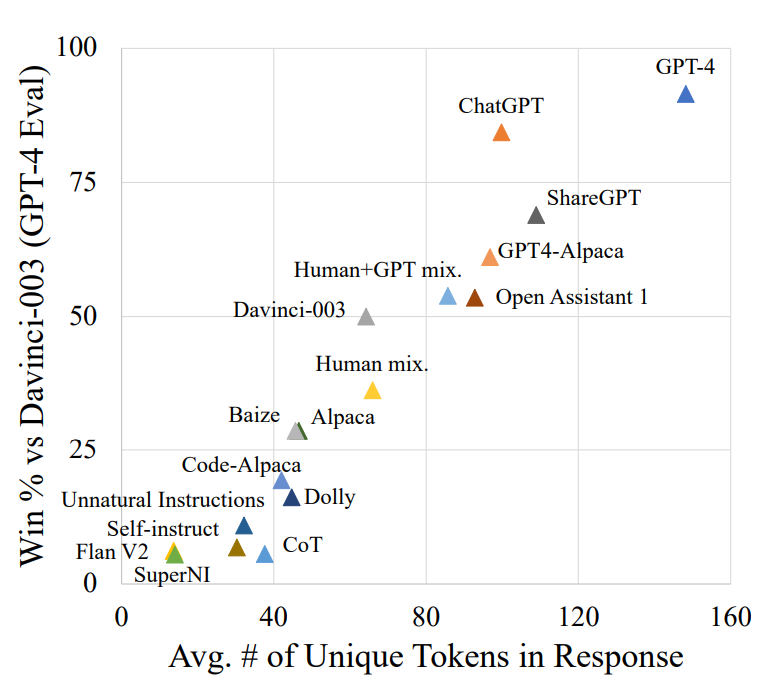 100
GPT-4
ChatGPT
75
ShareGPT
GPT4-Alpaca
Human+GPT mix.
Open Assistant 1
Davinci-003
50
Human mix.
Baize
Alpaca
25
Code-Alpaca
Unnatural Instructions
Dolly
Self-instruct
CoT
Flan V2
SuperNI
0
0 40 80 120 160
Avg. # of Unique Tokens in Response
Win % vs Davinci-003 (GPT-4 Eval)